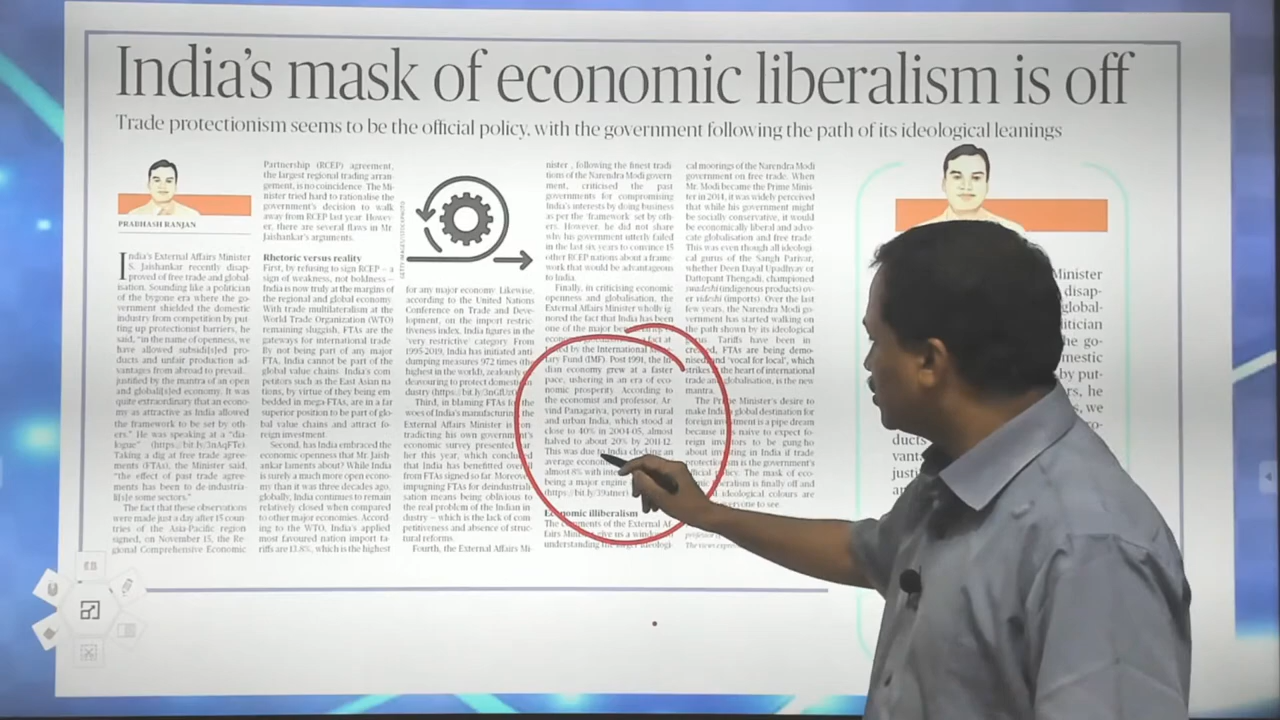 India's mask of economic liberalism is off
Trade protectionism seems to be the official policy, with the government following the path of its ideological leanings
PRABHASH RANJAN
India's External Affairs Minister
S. Jaishankar recently disap-
proved of free trade and global-
isation. Sounding like a politician
of the bygone era where the go-
vernment shielded the domestic
industry from competition by put-
ting up protectionist barriers, he
said, "in the name of openness, we
have allowed subsidi[s]ed pro-
ducts and unfair production ad-
vantages from abroad to prevail.
justified by the mantra of an open
and globali[s]ed economy. It was
quite extraordinary that an econo-
my as attractive as India allowed
the framework to be set by oth-
ers." He was speaking at a "dia-
logue"
Taking a dig at free trade agree-
ments (FTAs), the Minister said,
"the effect of past trade agree-
ments has been to de-industria-
li[s]e some sectors."
The fact that these observations
were made just a day after 15 coun-
tries of the Asia-Pacific region
signed, on November 15, the Re-
gional Comprehensive Economic
Partnership (RCEP) agreement,
the largest regional trading arran-
gement, is no coincidence. The Mi-
nister tried hard to rationalise the
government's decision to walk
away from RCEP last year. Howev-
er, there are several flaws in Mr.
Jaishankar's arguments.
Rhetoric versus reality
First, by refusing to sign RCEP – a
sign of weakness, not boldness –
India is now truly at the margins of
the regional and global economy.
With trade multilateralism at the
World Trade Organization (WTO)
remaining sluggish, FTAs are the
gateways for international trade.
By not being part of any major
FTA, India cannot be part of the
global value chains. India's com-
petitors such as the East Asian na-
tions, by virtue of they being em-
bedded in mega FTAs, are in a far
superior position to be part of glo-
bal value chains and attract fo-
reign investment.
Second, has India embraced the
economic openness that Mr. Jaish-
ankar laments about? While India
is surely a much more open econo-
my than it was three decades ago,
globally, India continues to remain
relatively closed when compared
to other major economies. Accord-
ing to the WTO, India's applied
most favoured nation import ta-
riffs are 13.8%, which is the highest
GETTY IMAGES/ISTOCKPHOTO
for any major economy. Likewise,
according to the United Nations
Conference on Trade and Deve-
lopment, on the import restric-
tiveness index, India figures in the
'very restrictive' category. From
1995-2019, India has initiated anti-
dumping measures 972 times (the
highest in the world), zealously en-
deavouring to protect domestic in-
dustry
Third, in blaming FTAs for the
woes of India's manufacturing,
External Affairs Minister is con-
tradicting his own government's
economic survey presented ear-
lier this year, which concluded
that India has benefitted overall
from FTAs signed so far. Moreover,
impugning FTAs for deindustriali-
sation means being oblivious to
the real problem of the Indian in-
dustry – which is the lack of com-
petitiveness and absence of struc-
tural reforms.
Fourth, the External Affairs Mi-
nister , following the finest tradi-
tions of the Narendra Modi govern-
ment, criticised the past
governments for compromising
India's interests by doing business
as per the 'framework set by oth-
ers. However, he did not share
why his government utterly failed
in the last six years to convince 15
other RCEP nations about a frame-
work that would be advantageous
to India.
Finally, in criticising economic
openness and globalisation, the
External Affairs Minister wholly ig-
nored the fact that India has been
one of the major
by the International
tary Fund (IMF). Post 1991, the In-
dian economy grew at a faster
pace, ushering in an era of eco-
nomic prosperity. According to
the economist and professor, Ar-
vind Panagariya, poverty in rural
and urban India, which stood at
close to 40% in 2004-05, almost
halved to about 20% by 2011-12.
This was due to India clocking an
average
almost 8% with
being a major engine
Economic illiberalism
The comments of the External Af-
fairs Minister give us a window
understanding the larger ideologi-
cal moorings of the Narendra Modi
government on free trade. When
Mr. Modi became the Prime Minis-
ter in 2014, it was widely perceived
that while his government might
be socially conservative, it would
be economically liberal and advo-
cate globalisation and free trade.
This was even though all ideologi-
cal gurus of the Sangh Parivar,
whether Deen Dayal Upadhyay or
Dattopant Thengadi, championed
swadeshi (indigenous products) ov-
er videshi (imports). Over the last
few years, the Narendra Modi go-
vernment has started walking on
the path shown by its ideological
gurus. Tariffs have been in-
creased, FTAs are being demo-
nised and 'vocal for local', which
strikes the heart of international
trade and globalisation, is the new
mantra.
The Prime Minister's desire to
make India global destination for
foreign investment is a pipe dream
because it is naive to expect fo-
reign investors to be gung-ho
about investing in India if trade
protectionism is the government's
official policy. The mask of eco-
nomic liberalism is finally off and
ideological colours are
everyone to see.
Minister
disap-
global-
litician
he go-
mestic
by put-
rs, he
s, we
ducts
vant
justi